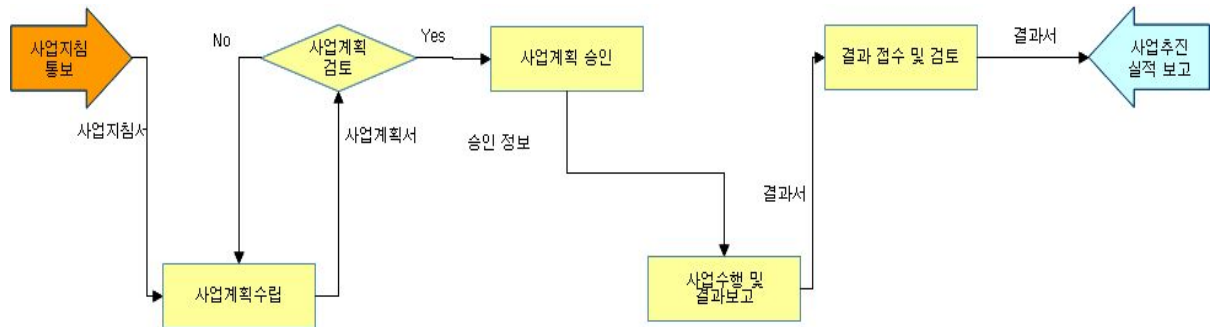 사업지침
통보
No
사업계획
검토
Yes
사업계획 승인
결과 접수 및 검토
결과서
사업추진
실적 보고
사업지침서
사업계획서
승인 정보
결과서
사업계획수립
사업수행 및
결과보고